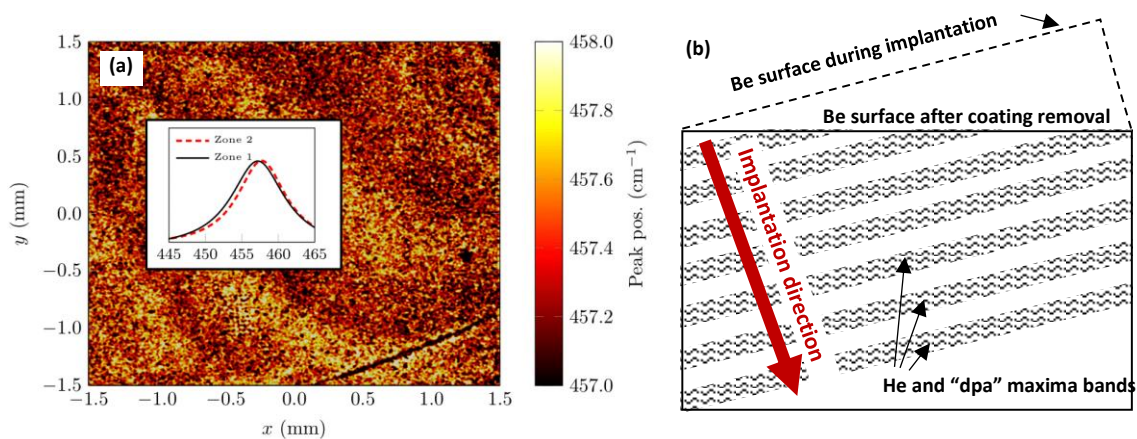 (a)
1.5
1.0
0.5
0.0
−0.5
−1.0
−1.5
y (mm)
−1.5
−1.0
−0.5
0.0
0.5
1.0
1.5
x (mm)
Zone 2
Zone 1
445
450
455
460
465
458.0
457.8
457.6
457.4
457.2
457.0
Peak pos. (cm⁻¹)
(b)
Be surface during implantation
Be surface after coating removal
Implantation direction
He and “dpa” maxima bands